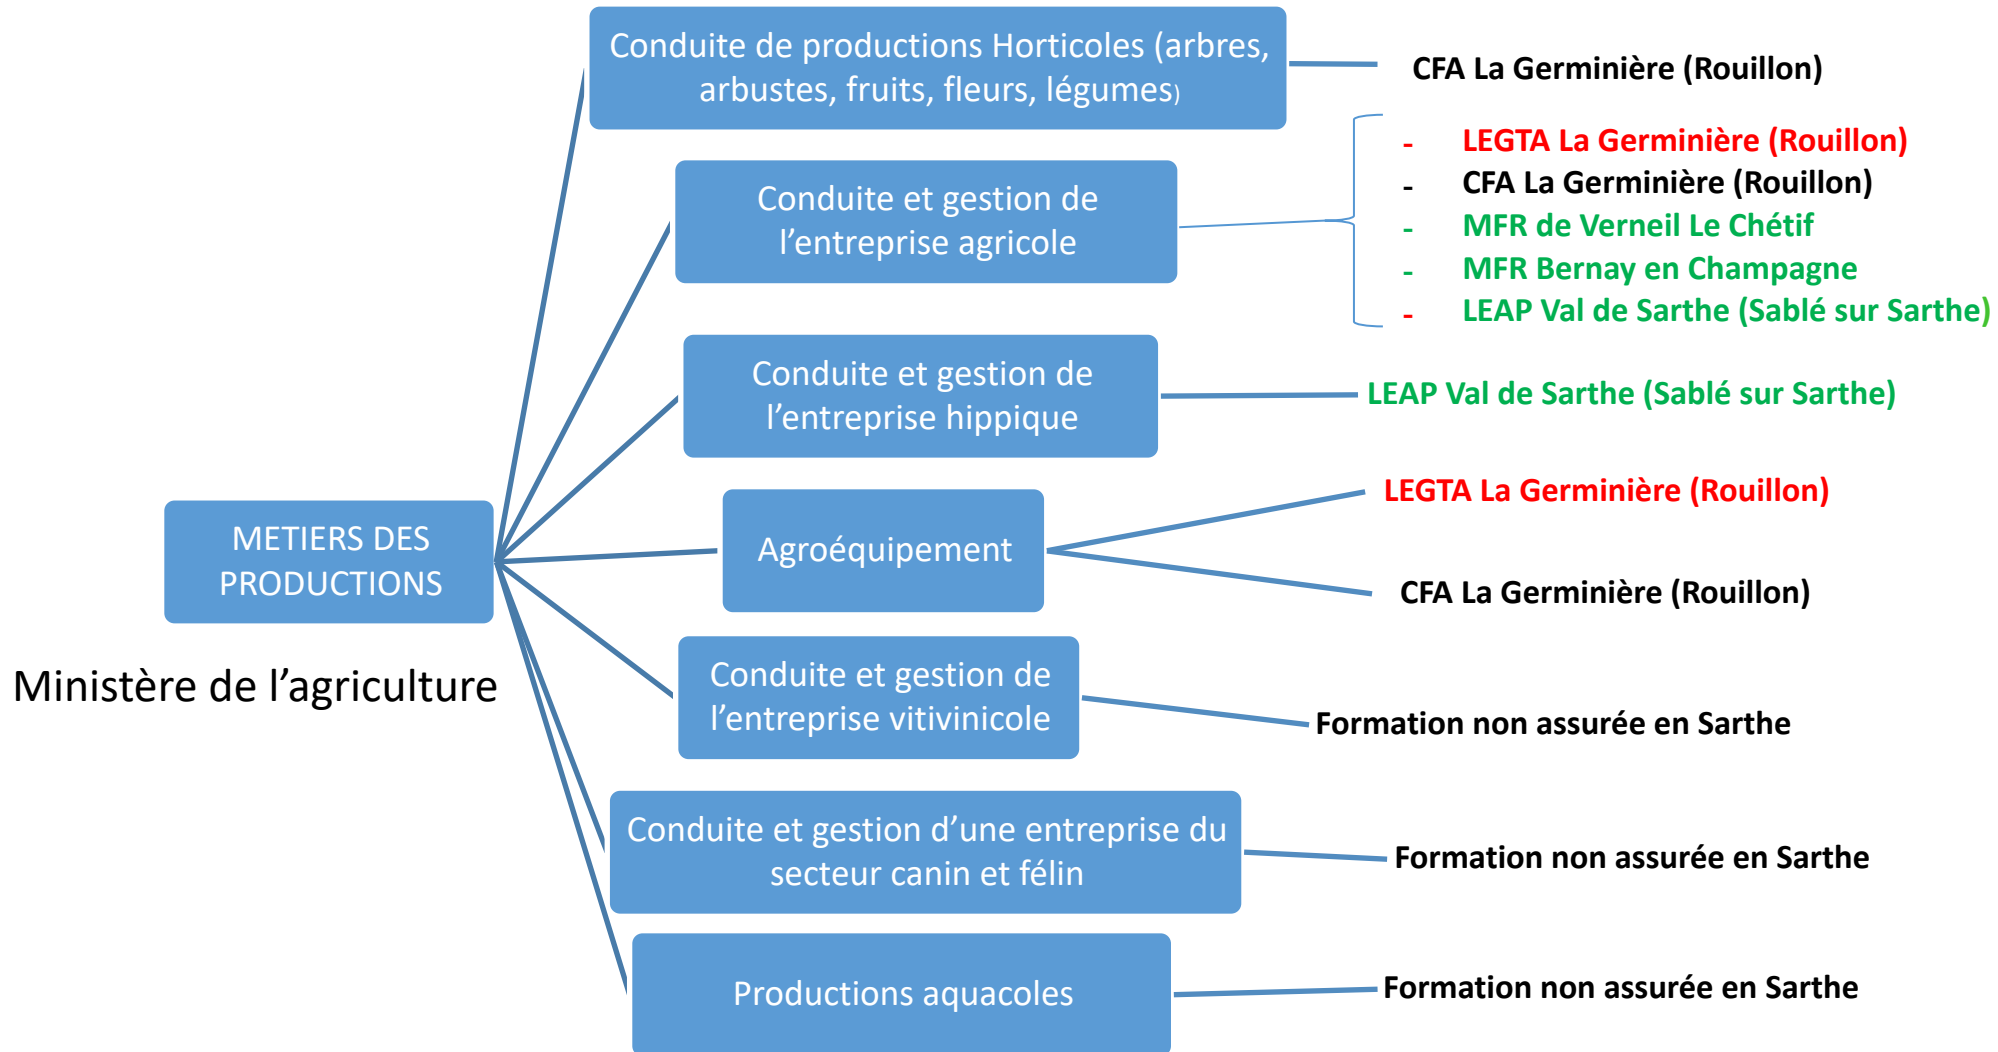 Conduite de productions Horticoles (arbres,
arbustes, fruits, fleurs, légumes)
CFA La Germinière (Rouillon)
Conduite et gestion de
l’entreprise agricole
- LEGTA La Germinière (Rouillon)
- CFA La Germinière (Rouillon)
- MFR de Verneil Le Chétif
- MFR Bernay en Champagne
- LEAP Val de Sarthe (Sablé sur Sarthe)
Conduite et gestion de
l’entreprise hippique
LEAP Val de Sarthe (Sablé sur Sarthe)
METIERS DES
PRODUCTIONS
Ministère de l’agriculture
Agroéquipement
LEGTA La Germinière (Rouillon)
CFA La Germinière (Rouillon)
Conduite et gestion de
l’entreprise vitivinicole
Formation non assurée en Sarthe
Conduite et gestion d’une entreprise du
secteur canin et félin
Formation non assurée en Sarthe
Productions aquacoles
Formation non assurée en Sarthe